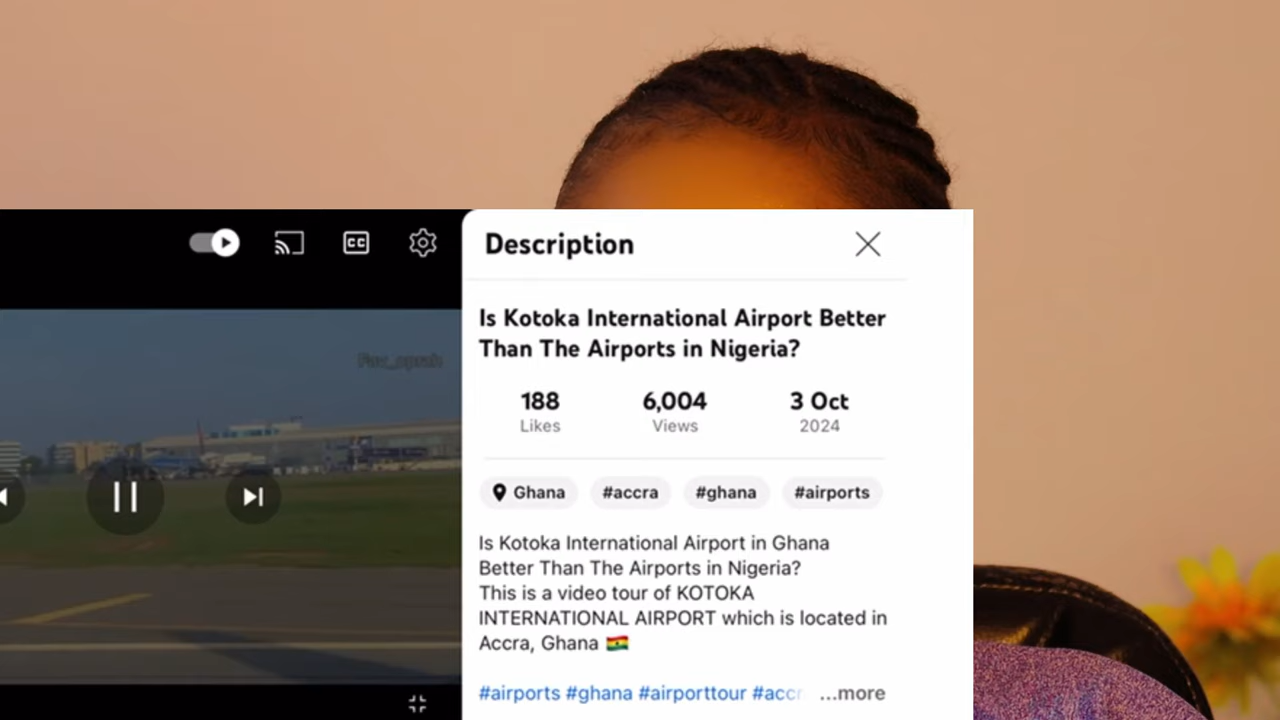 Description
Is Kotoka International Airport Better
Than The Airports in Nigeria?
188
6,004
3 Oct
Likes
Views
2024
Ghana
#accra
#ghana
#airports
Is Kotoka International Airport in Ghana
Better Than The Airports in Nigeria?
This is a video tour of KOTOKA
INTERNATIONAL AIRPORT which is located in
Accra, Ghana 🇬🇭
#airports #ghana #airporttour #acc
...more
CC